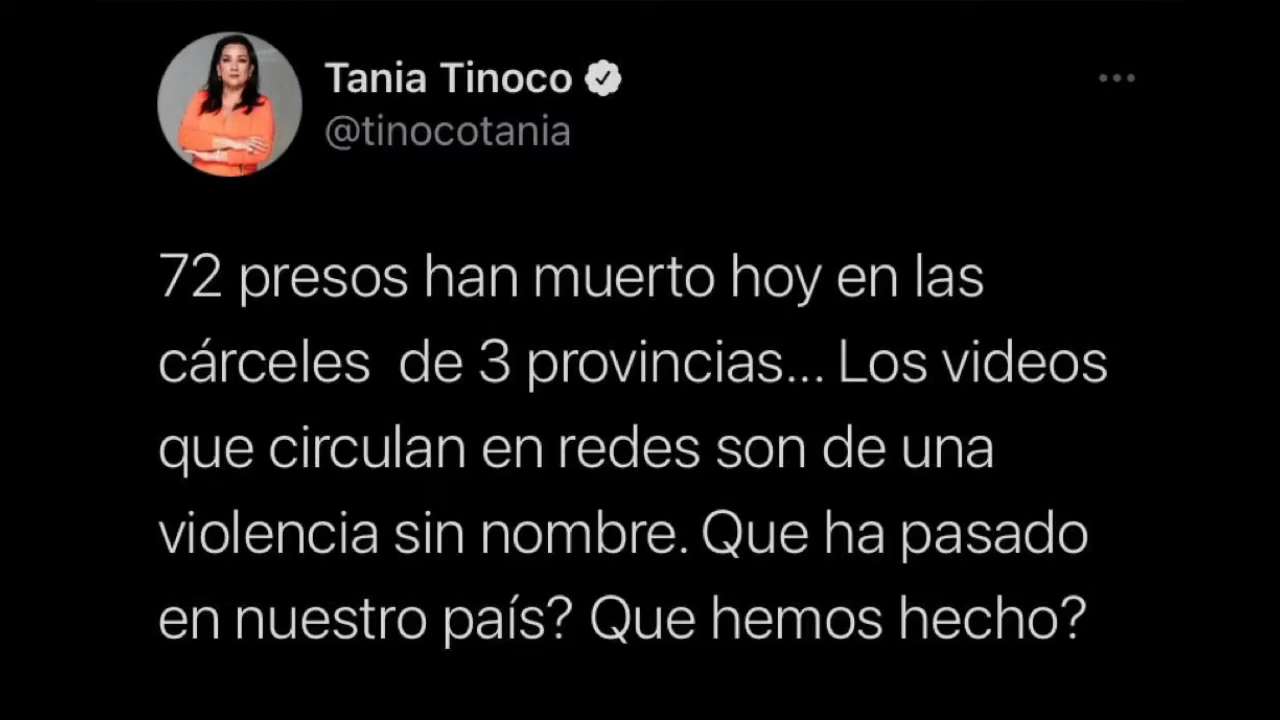 Tania Tinoco
@tinocotania
72 presos han muerto hoy en las
cárceles  de 3 provincias... Los videos
que circulan en redes son de una
violencia sin nombre. Que ha pasado
en nuestro país? Que hemos hecho?